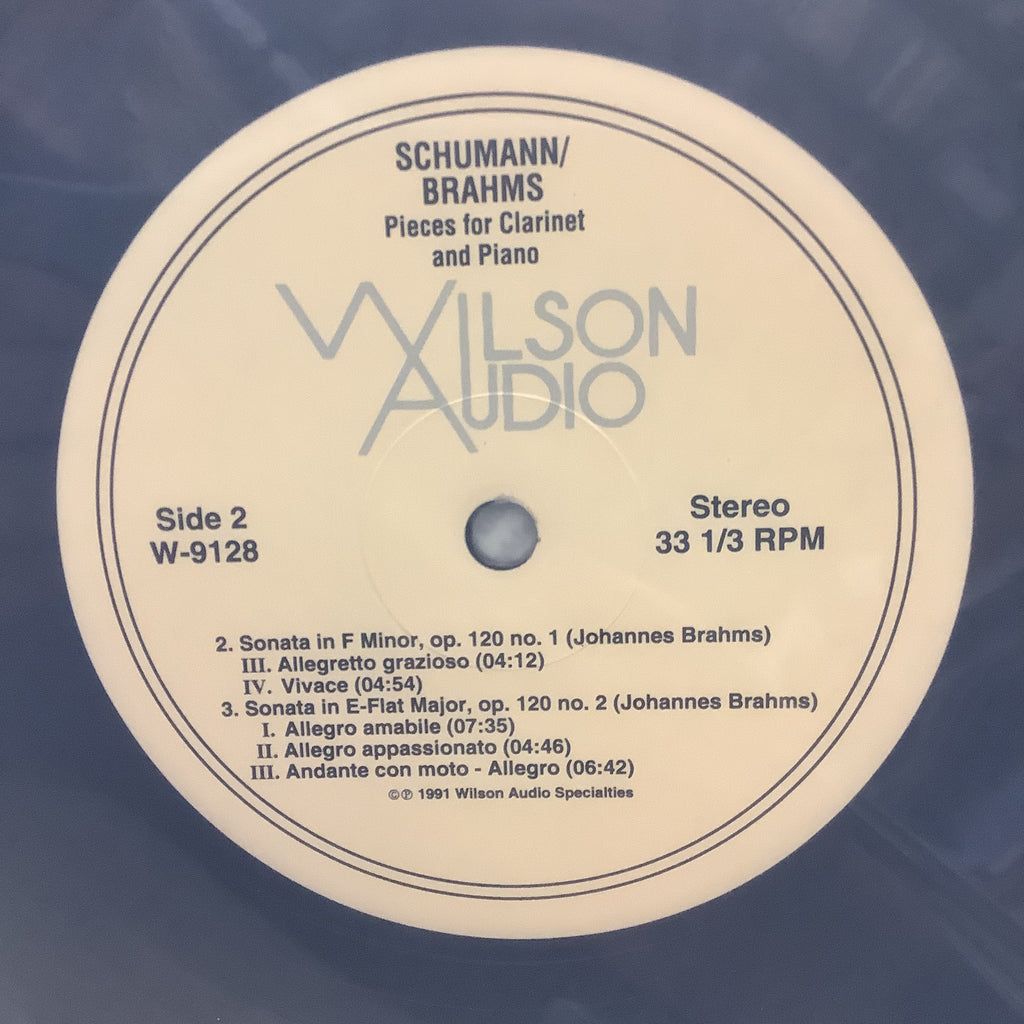 SCHUMANN/
BRAHMS
Pieces for Clarinet
and Piano
WILSON
AUDIO
Side 2
W-9128
Stereo
33 1/3 RPM
2. Sonata in F Minor, op. 120 no. 1 (Johannes Brahms)
III. Allegretto grazioso (04:12)
IV. Vivace (04:54)
3. Sonata in E-Flat Major, op. 120 no. 2 (Johannes Brahms)
I. Allegro amabile (07:35)
II. Allegro appassionato (04:46)
III. Andante con moto - Allegro (06:42)
©℗ 1991 Wilson Audio Specialties